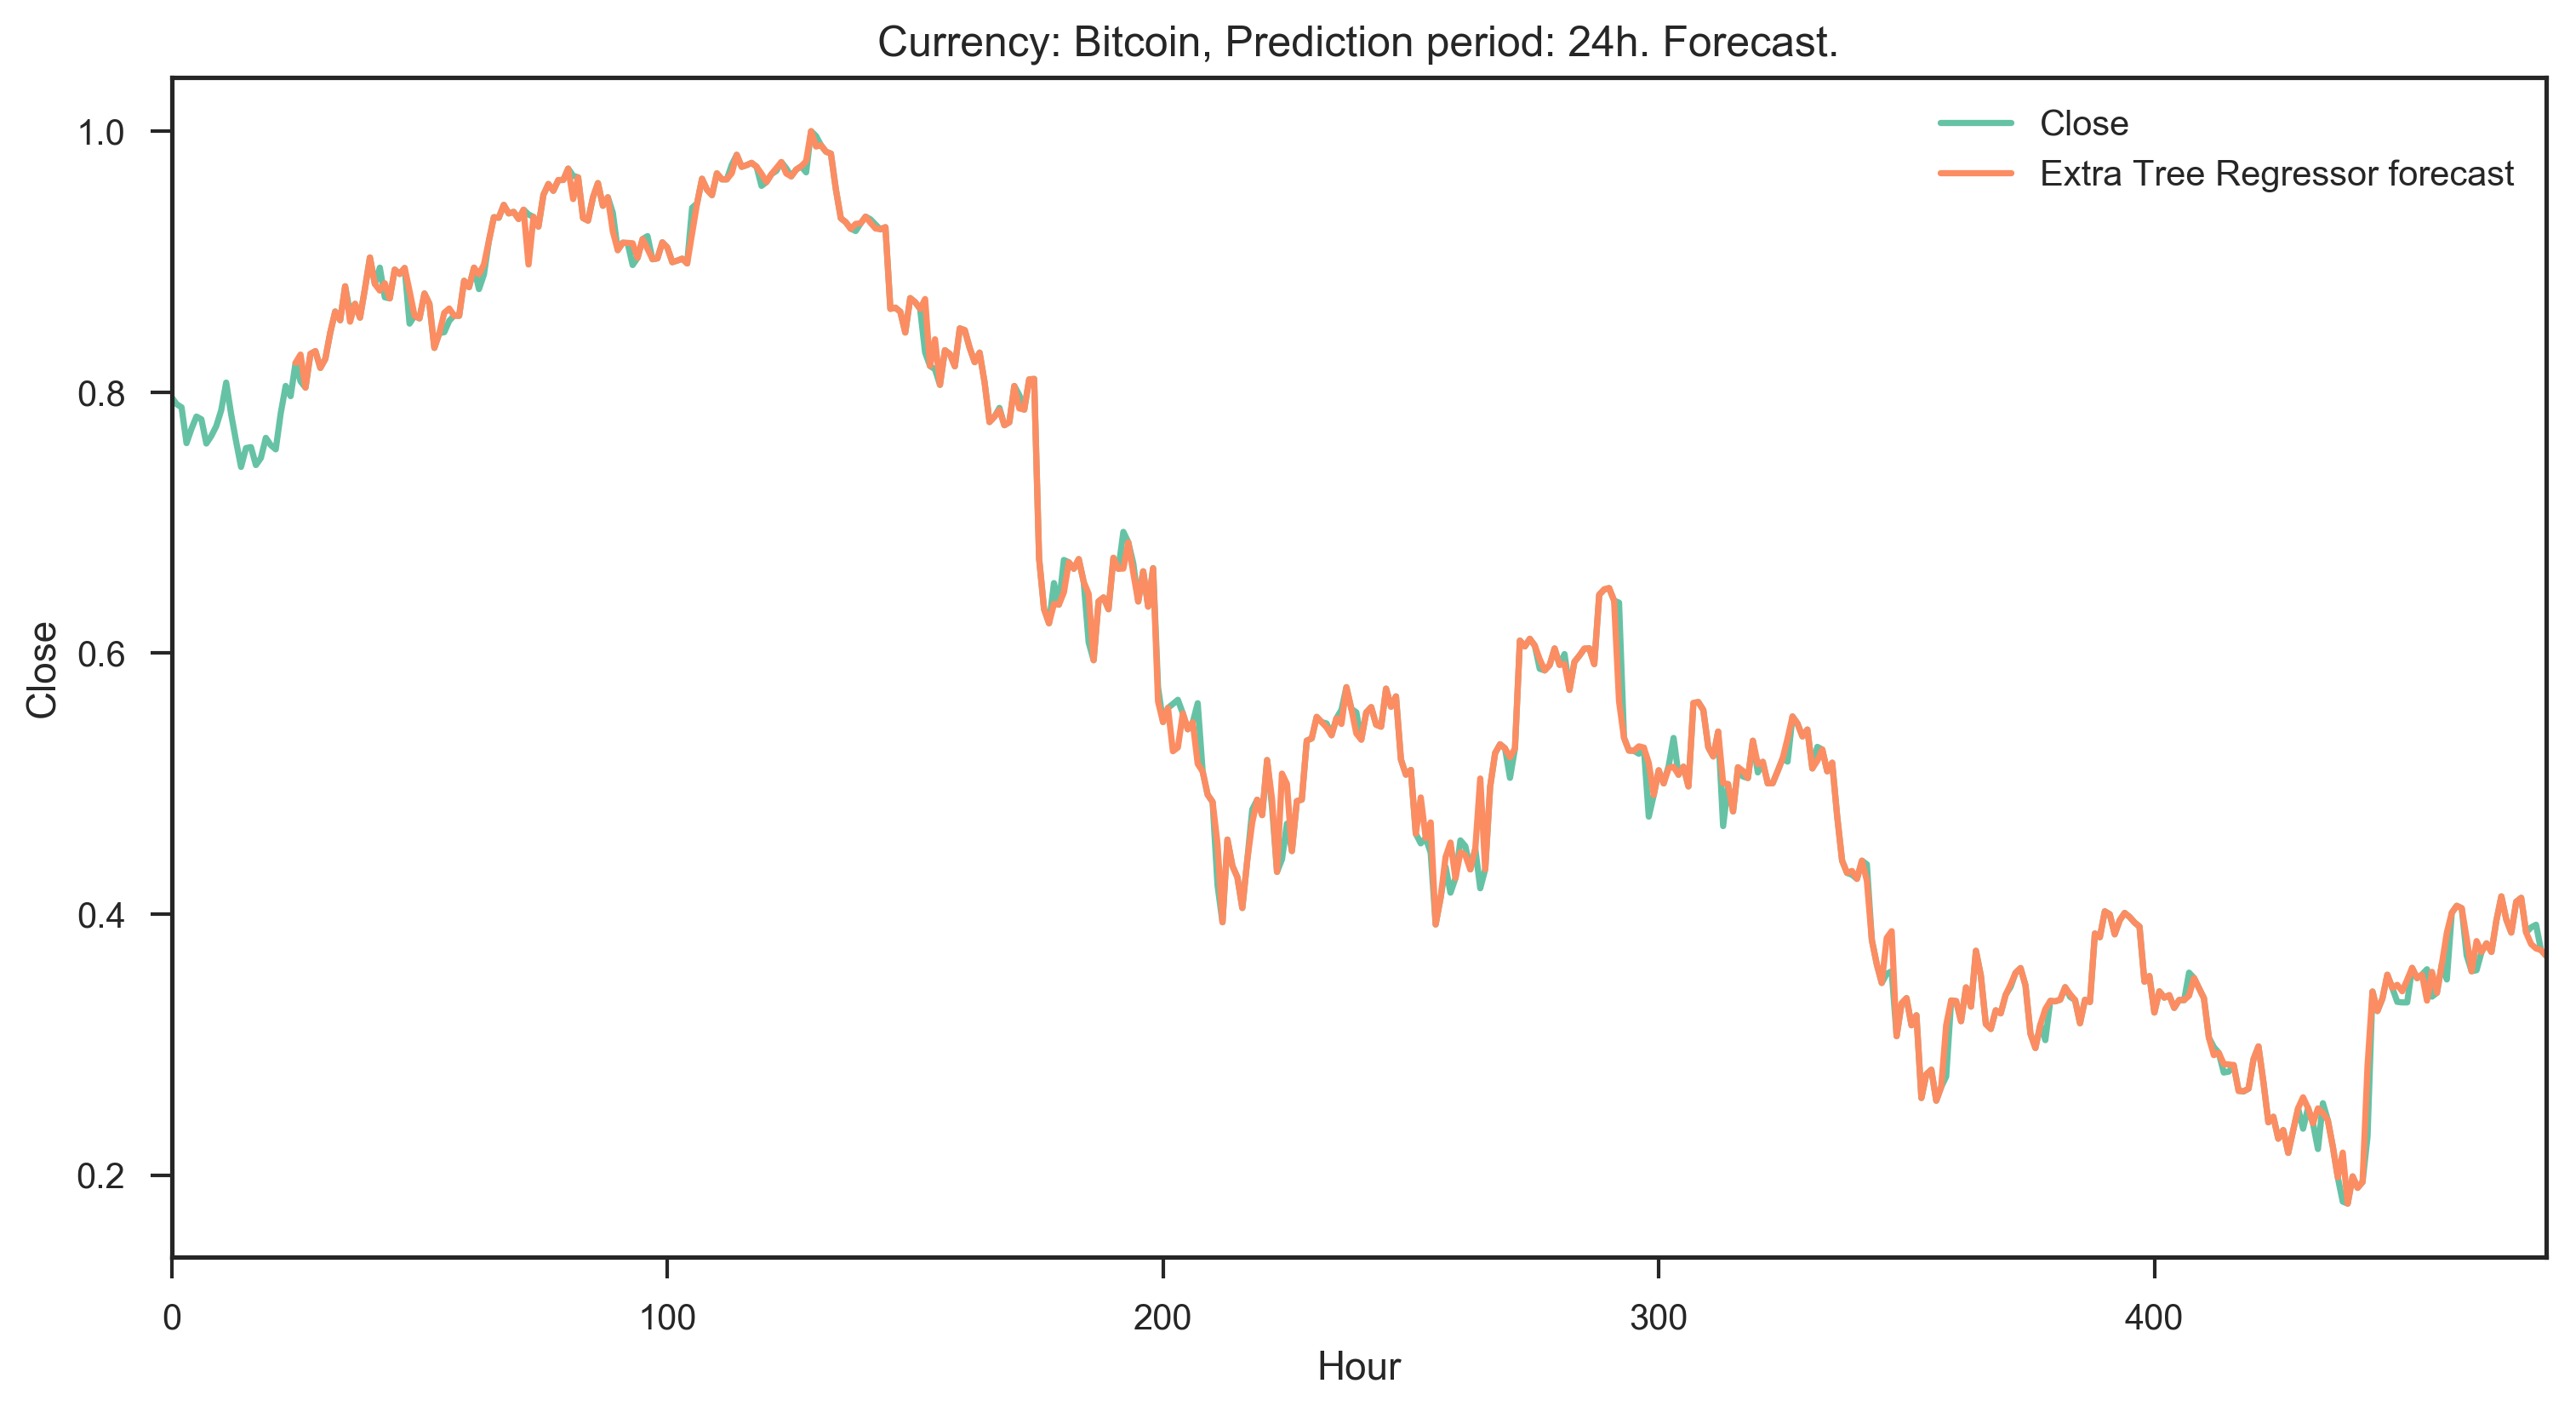 Currency: Bitcoin, Prediction period: 24h. Forecast.
Close
Extra Tree Regressor forecast
1.0
0.8
0.6
0.4
0.2
Close
0 100 200 300 400
Hour